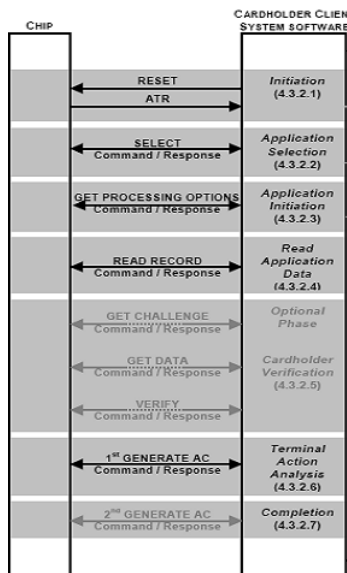 CHIP
CARDHOLDER CLIEN
SYSTEM SOFTWARE
RESET
ATR
Initiation
(4.3.2.1)
SELECT
Command / Response
Application
Selection
(4.3.2.2)
GET PROCESSING OPTIONS
Command / Response
Application
Initiation
(4.3.2.3)
READ RECORD
Command / Response
Read
Application
Data
(4.3.2.4)
GET CHALLENGE
Command / Response
Optional
Phase
GET DATA
Command / Response
Cardholder
Verification
(4.3.2.5)
VERIFY
Command / Response
1st GENERATE AC
Command / Response
Terminal
Action
Analysis
(4.3.2.6)
2nd GENERATE AC
Command / Response
Completion
(4.3.2.7)